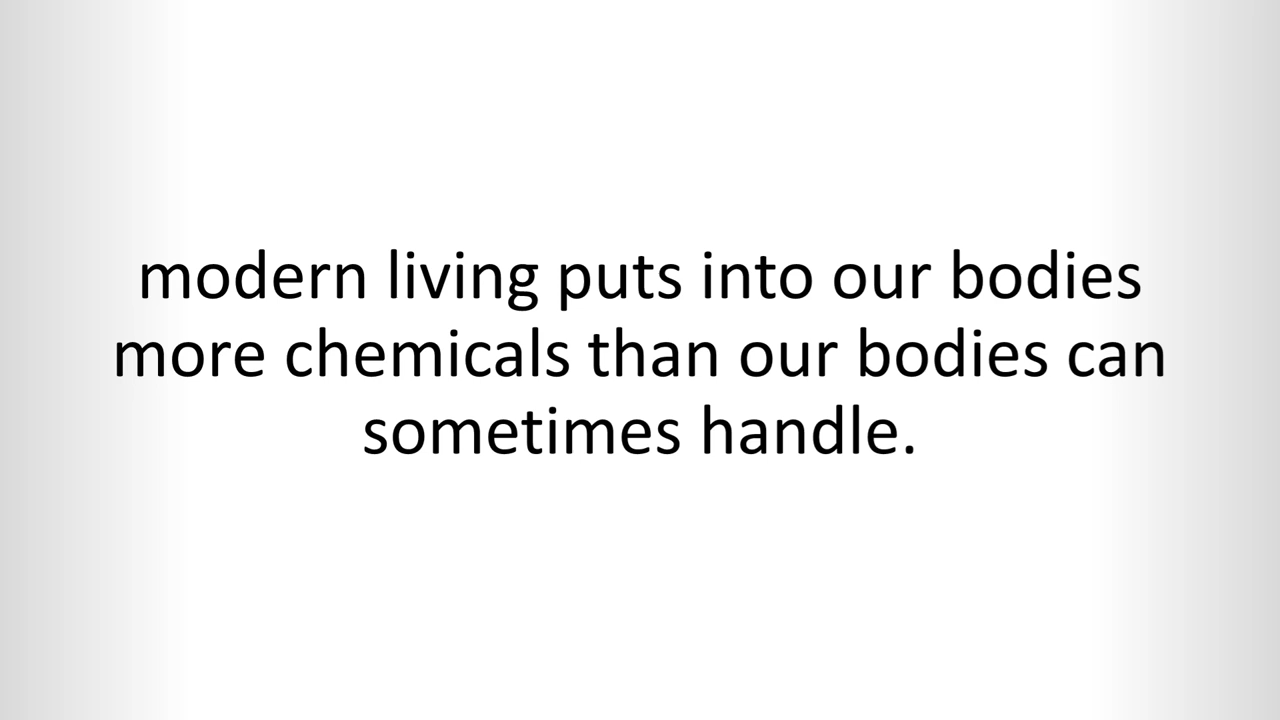 modern living puts into our bodies
more chemicals than our bodies can
sometimes handle.